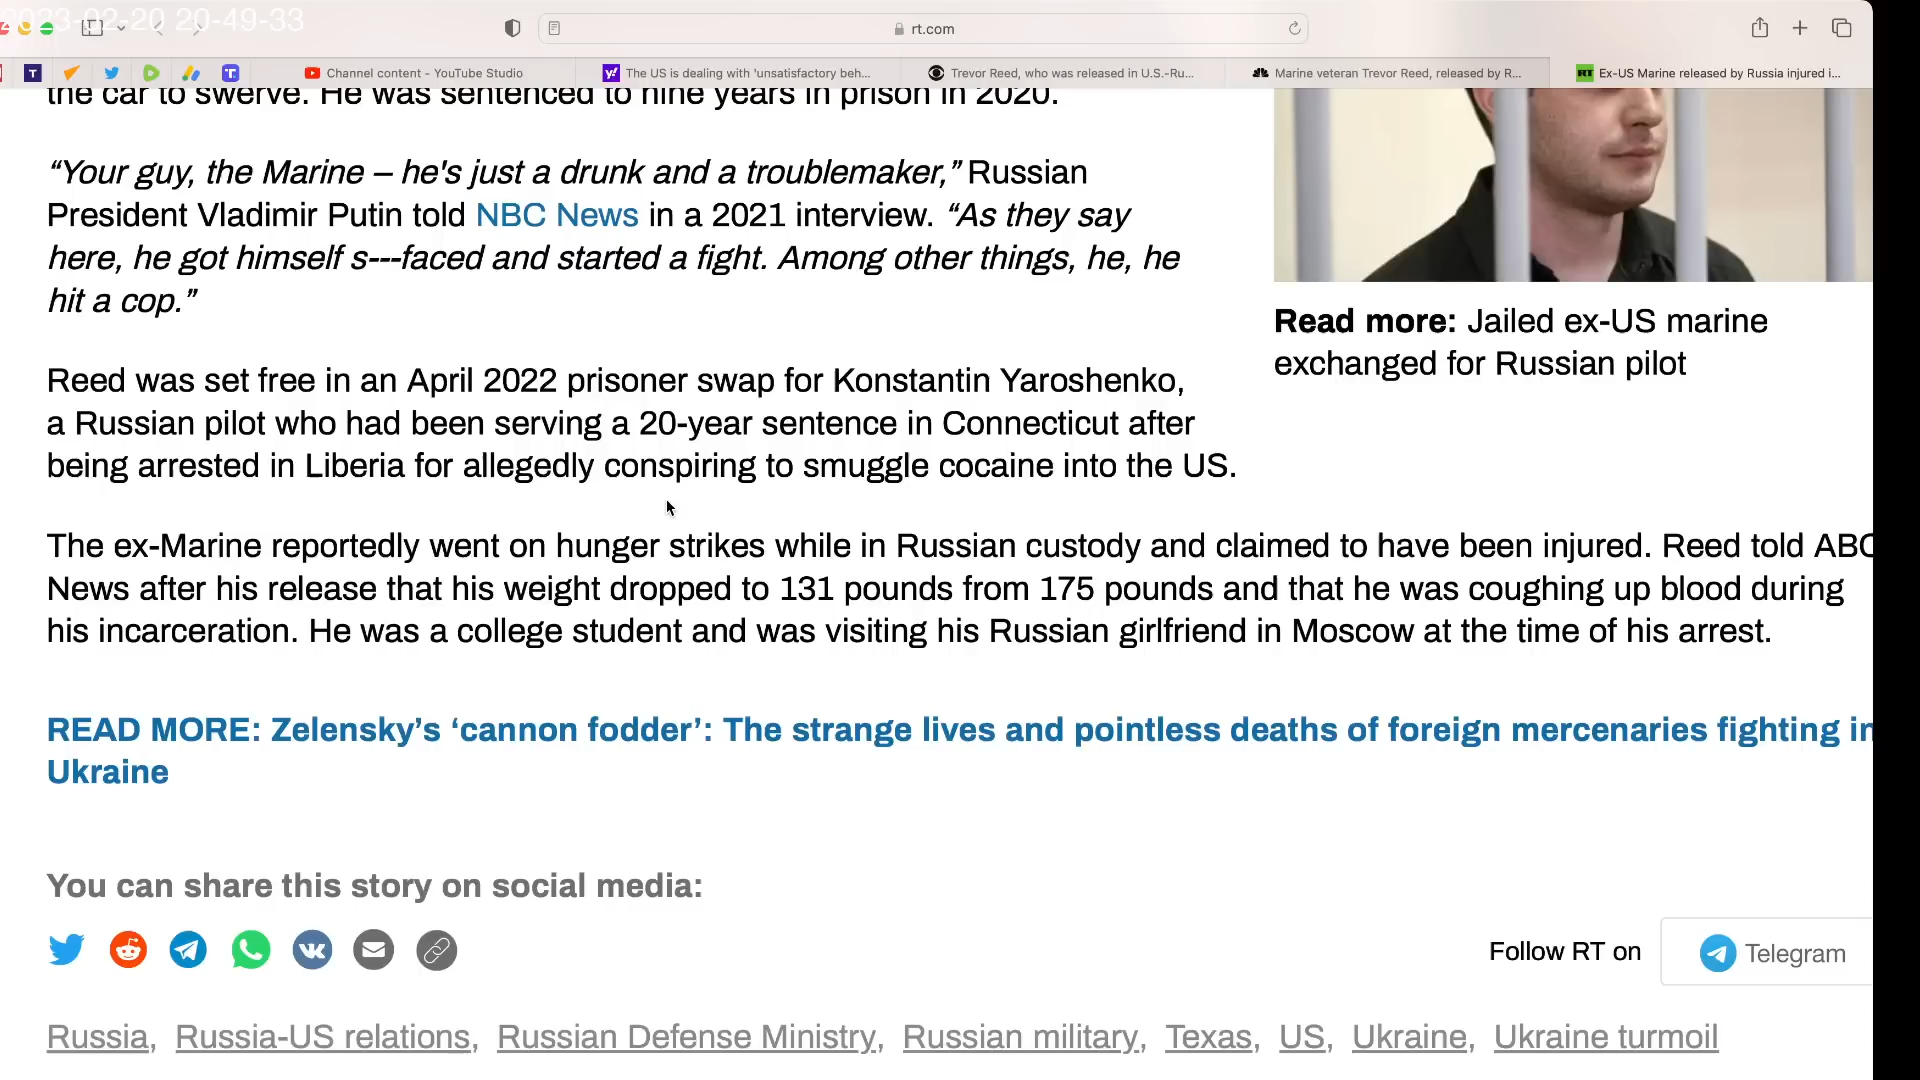 2023-02-20 20-49-33
rt.com
Channel content - YouTube Studio
The US is dealing with 'unsatisfactory beh...
Trevor Reed, who was released in U.S.-Ru...
Marine veteran Trevor Reed, released by R...
RT Ex-US Marine released by Russia injured i...
the car to swerve. He was sentenced to nine years in prison in 2020.
“Your guy, the Marine – he's just a drunk and a troublemaker,” Russian
President Vladimir Putin told NBC News in a 2021 interview. “As they say
here, he got himself s---faced and started a fight. Among other things, he, he
hit a cop.”
Read more: Jailed ex-US marine
exchanged for Russian pilot
Reed was set free in an April 2022 prisoner swap for Konstantin Yaroshenko,
a Russian pilot who had been serving a 20-year sentence in Connecticut after
being arrested in Liberia for allegedly conspiring to smuggle cocaine into the US.
The ex-Marine reportedly went on hunger strikes while in Russian custody and claimed to have been injured. Reed told ABC
News after his release that his weight dropped to 131 pounds from 175 pounds and that he was coughing up blood during
his incarceration. He was a college student and was visiting his Russian girlfriend in Moscow at the time of his arrest.
READ MORE: Zelensky’s ‘cannon fodder’: The strange lives and pointless deaths of foreign mercenaries fighting in
Ukraine
You can share this story on social media:
Follow RT on
Telegram
Russia, Russia-US relations, Russian Defense Ministry, Russian military, Texas, US, Ukraine, Ukraine turmoil